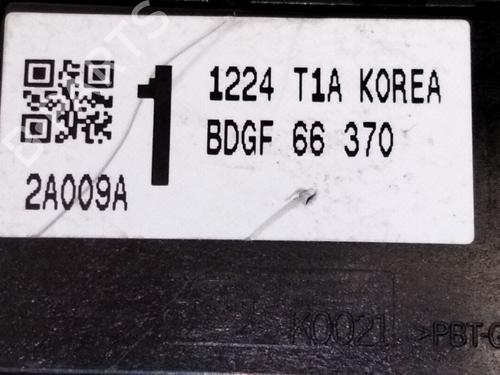 1 1224 T1A KOREA
BDGF 66 370
2A009A
K0021 >PBT-G